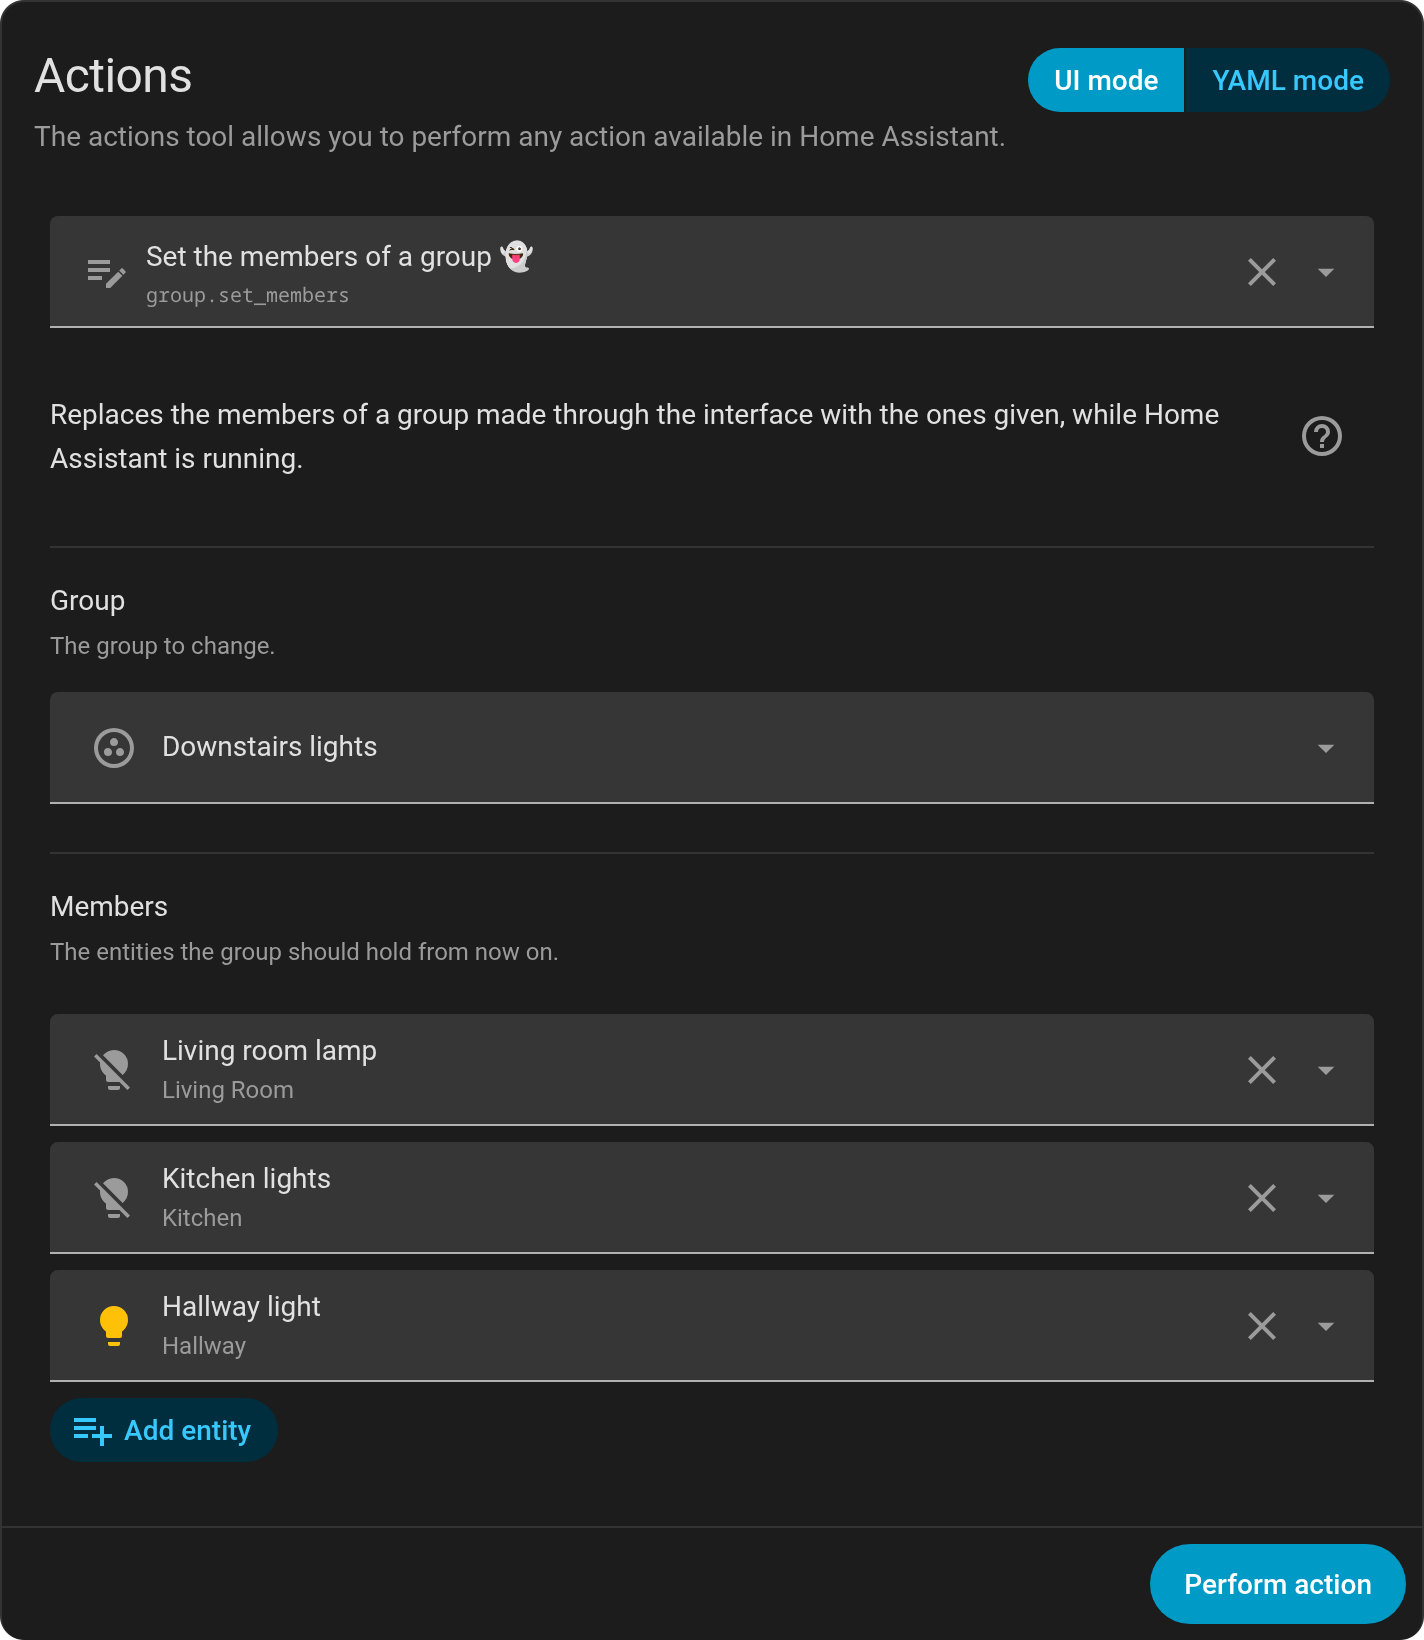 Actions
UI mode
YAML mode
The actions tool allows you to perform any action available in Home Assistant.
Set the members of a group 👻
group.set_members
Replaces the members of a group made through the interface with the ones given, while Home
Assistant is running.
Group
The group to change.
Downstairs lights
Members
The entities the group should hold from now on.
Living room lamp
Living Room
Kitchen lights
Kitchen
Hallway light
Hallway
Add entity
Perform action